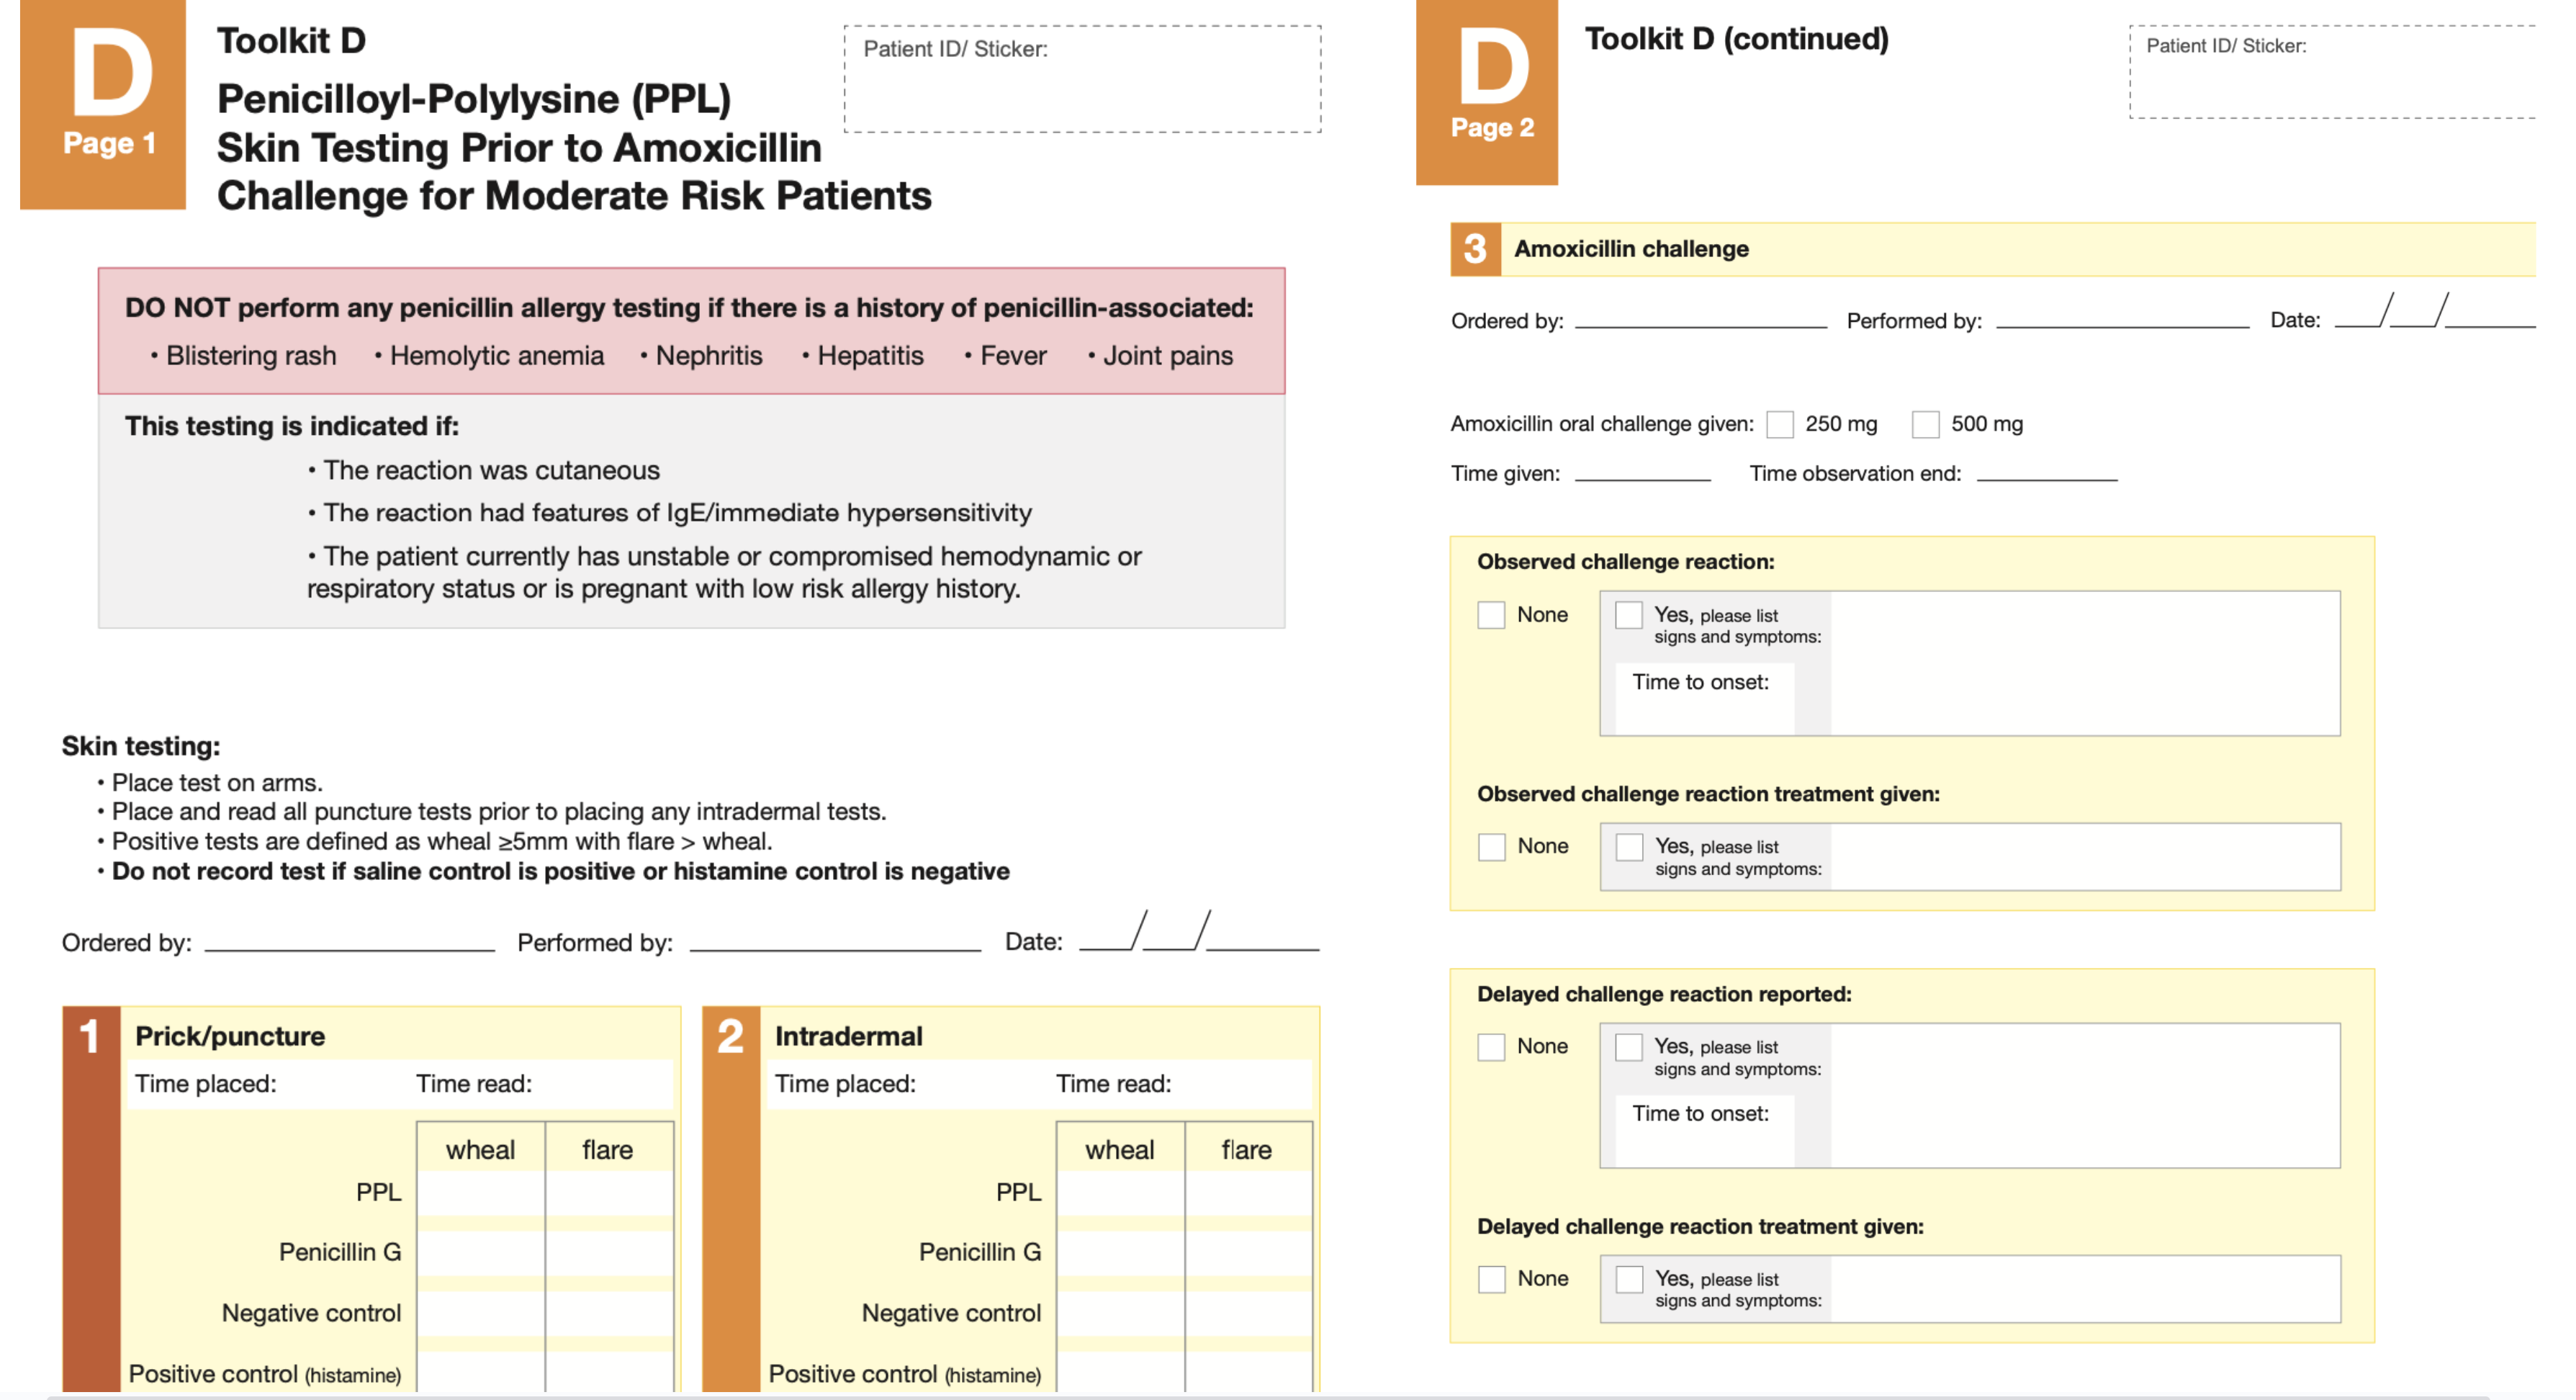 D
Page 1
Toolkit D
Penicilloyl-Polylysine (PPL)
Skin Testing Prior to Amoxicillin
Challenge for Moderate Risk Patients
Patient ID/ Sticker:
DO NOT perform any penicillin allergy testing if there is a history of penicillin-associated:
• Blistering rash • Hemolytic anemia • Nephritis • Hepatitis • Fever • Joint pains
This testing is indicated if:
• The reaction was cutaneous
• The reaction had features of IgE/immediate hypersensitivity
• The patient currently has unstable or compromised hemodynamic or
respiratory status or is pregnant with low risk allergy history.
Skin testing:
• Place test on arms.
• Place and read all puncture tests prior to placing any intradermal tests.
• Positive tests are defined as wheal ≥5mm with flare > wheal.
• Do not record test if saline control is positive or histamine control is negative
Ordered by: Performed by: Date: / /
1 Prick/puncture
Time placed: Time read:
wheal flare
PPL
Penicillin G
Negative control
Positive control (histamine)
2 Intradermal
Time placed: Time read:
wheal flare
PPL
Penicillin G
Negative control
Positive control (histamine)
D
Page 2
Toolkit D (continued)
Patient ID/ Sticker:
3 Amoxicillin challenge
Ordered by: Performed by: Date: / /
Amoxicillin oral challenge given: 250 mg 500 mg
Time given: Time observation end:
Observed challenge reaction:
None Yes, please list
signs and symptoms:
Time to onset:
Observed challenge reaction treatment given:
None Yes, please list
signs and symptoms:
Delayed challenge reaction reported:
None Yes, please list
signs and symptoms:
Time to onset:
Delayed challenge reaction treatment given:
None Yes, please list
signs and symptoms: